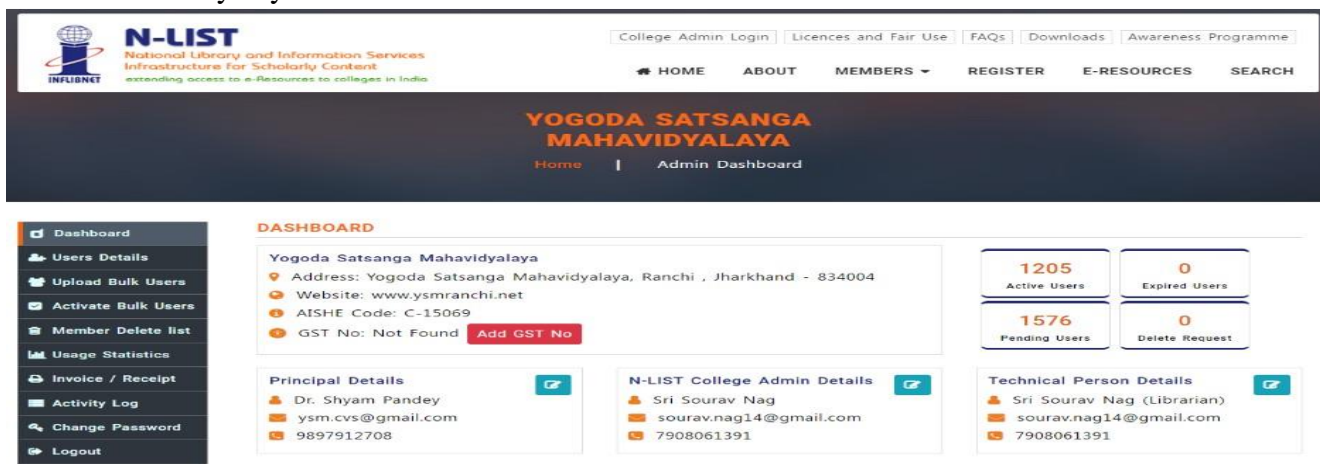 N-LIST
National Library and Information Services
Infrastructure for Scholarly Content
extending access to e-Resources to colleges in India
INFLIBNET
College Admin Login Licences and Fair Use FAQs Downloads Awareness Programme
HOME ABOUT MEMBERS REGISTER E-RESOURCES SEARCH
YOGODA SATSANGA
MAHAVIDYALAYA
Home | Admin Dashboard
Dashboard
Users Details
Upload Bulk Users
Activate Bulk Users
Member Delete list
Usage Statistics
Invoice / Receipt
Activity Log
Change Password
Logout
DASHBOARD
Yogoda Satsanga Mahavidyalaya
Address: Yogoda Satsanga Mahavidyalaya, Ranchi , Jharkhand - 834004
Website: www.ysmranchi.net
AISHE Code: C-15069
GST No: Not Found Add GST No
1205
Active Users
0
Expired Users
1576
Pending Users
0
Delete Request
Principal Details
Dr. Shyam Pandey
ysm.cvs@gmail.com
9897912708
N-LIST College Admin Details
Sri Sourav Nag
sourav.nag14@gmail.com
7908061391
Technical Person Details
Sri Sourav Nag (Librarian)
sourav.nag14@gmail.com
7908061391